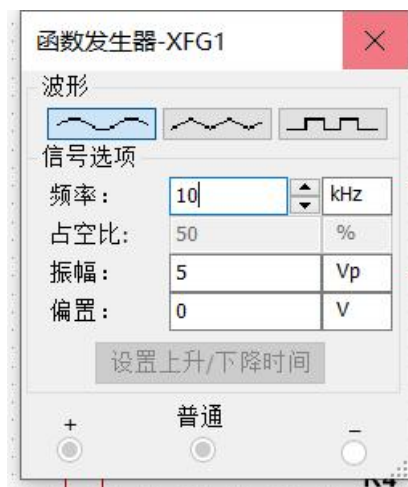 函数发生器-XFG1
波形
信号选项
频率： 10 kHz
占空比: 50 %
振幅： 5 Vp
偏置： 0 V
设置上升/下降时间
+ 普通 −